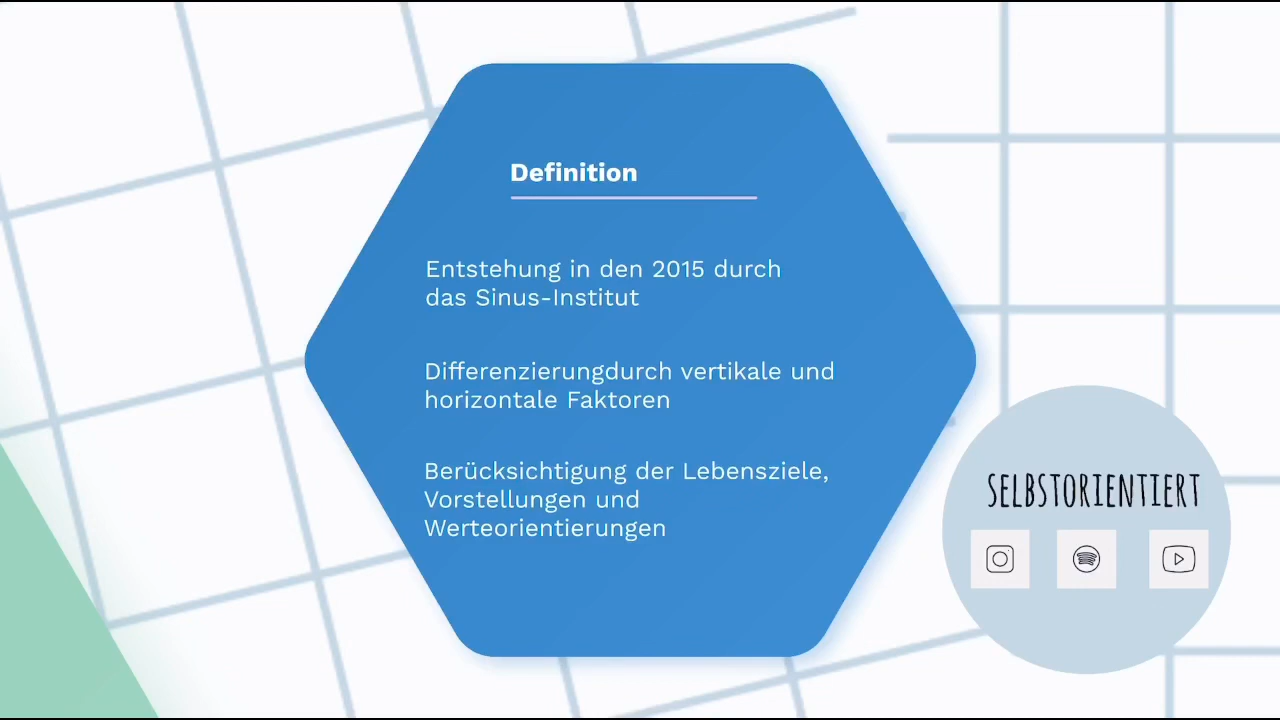 Definition
Entstehung in den 2015 durch
das Sinus-Institut
Differenzierungdurch vertikale und
horizontale Faktoren
Berücksichtigung der Lebensziele,
Vorstellungen und
Werteorientierungen
SELBSTORIENTIERT